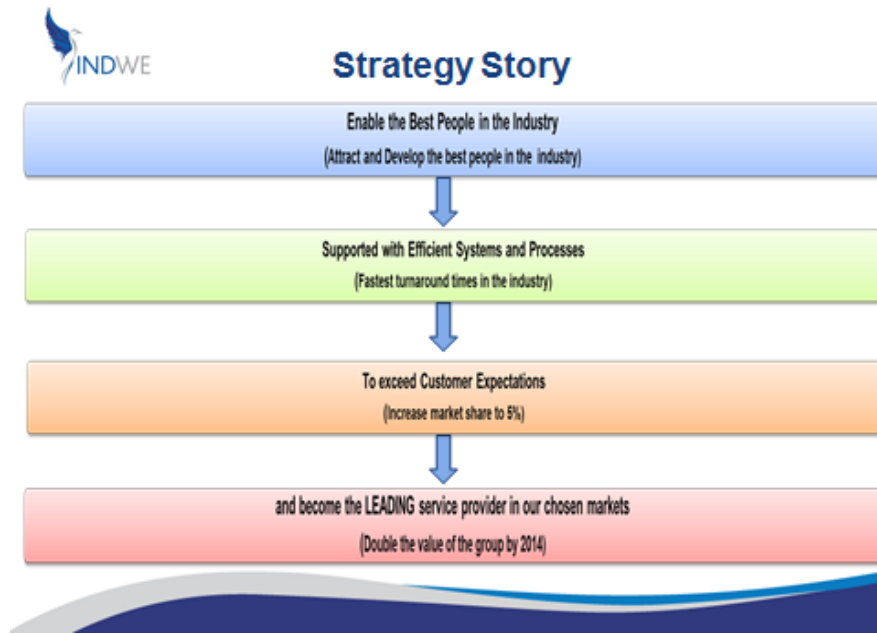 INDWE
Strategy Story
Enable the Best People in the Industry
(Attract and Develop the best people in the industry)
Supported with Efficient Systems and Processes
(Fastest turnaround times in the industry)
To exceed Customer Expectations
(Increase market share to 5%)
and become the LEADING service provider in our chosen markets
(Double the value of the group by 2014)